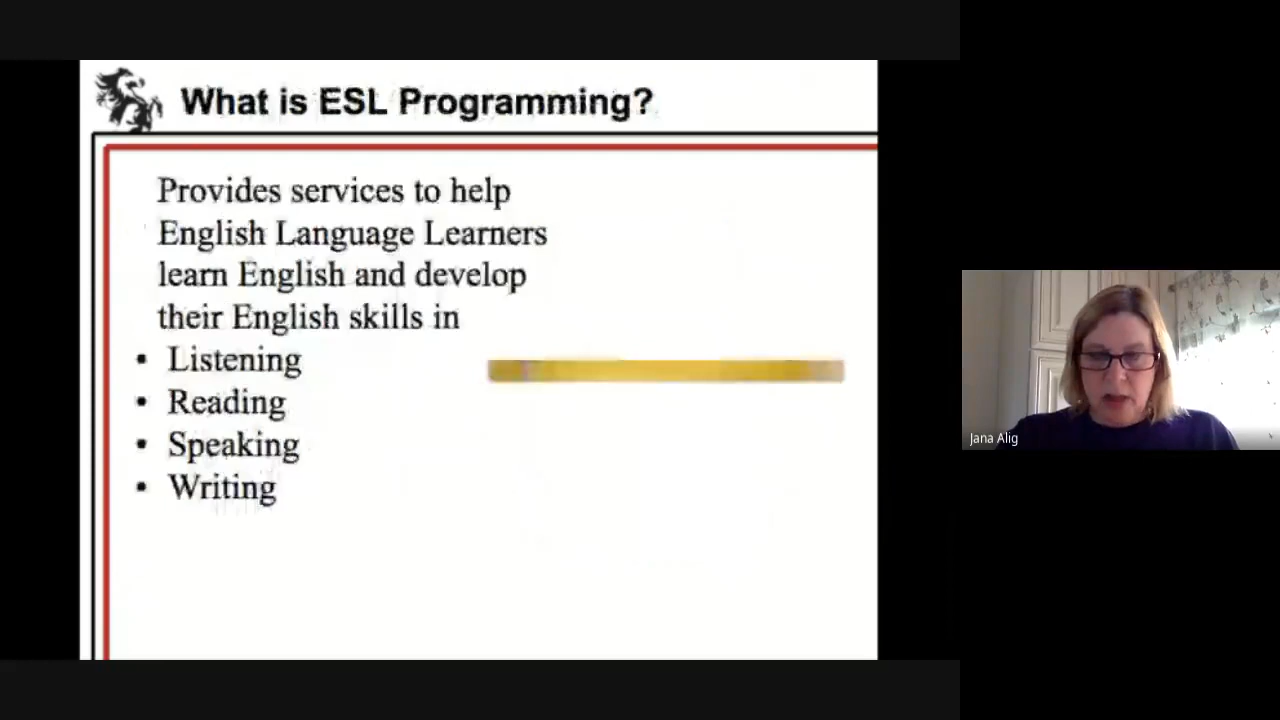 What is ESL Programming?
Provides services to help
English Language Learners
learn English and develop
their English skills in
• Listening
• Reading
• Speaking
• Writing
Jana Alig